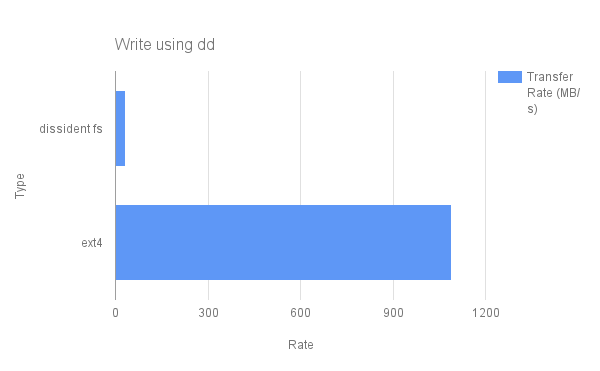 Write using dd
Transfer
Rate (MB/
s)
dissident fs
Type
ext4
0 300 600 900 1200
Rate